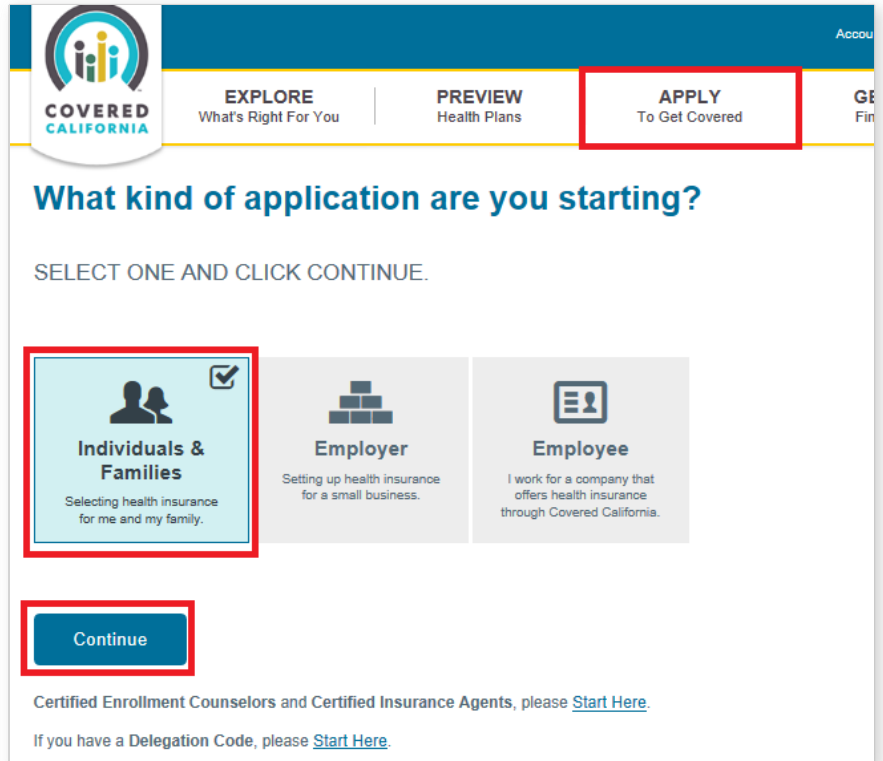 Accou
COVERED
CALIFORNIA
EXPLORE
What's Right For You
PREVIEW
Health Plans
APPLY
To Get Covered
GE
Fin
What kind of application are you starting?
SELECT ONE AND CLICK CONTINUE.
Individuals &
Families
Selecting health insurance
for me and my family.
Employer
Setting up health insurance
for a small business.
Employee
I work for a company that
offers health insurance
through Covered California.
Continue
Certified Enrollment Counselors and Certified Insurance Agents, please Start Here.
If you have a Delegation Code, please Start Here.